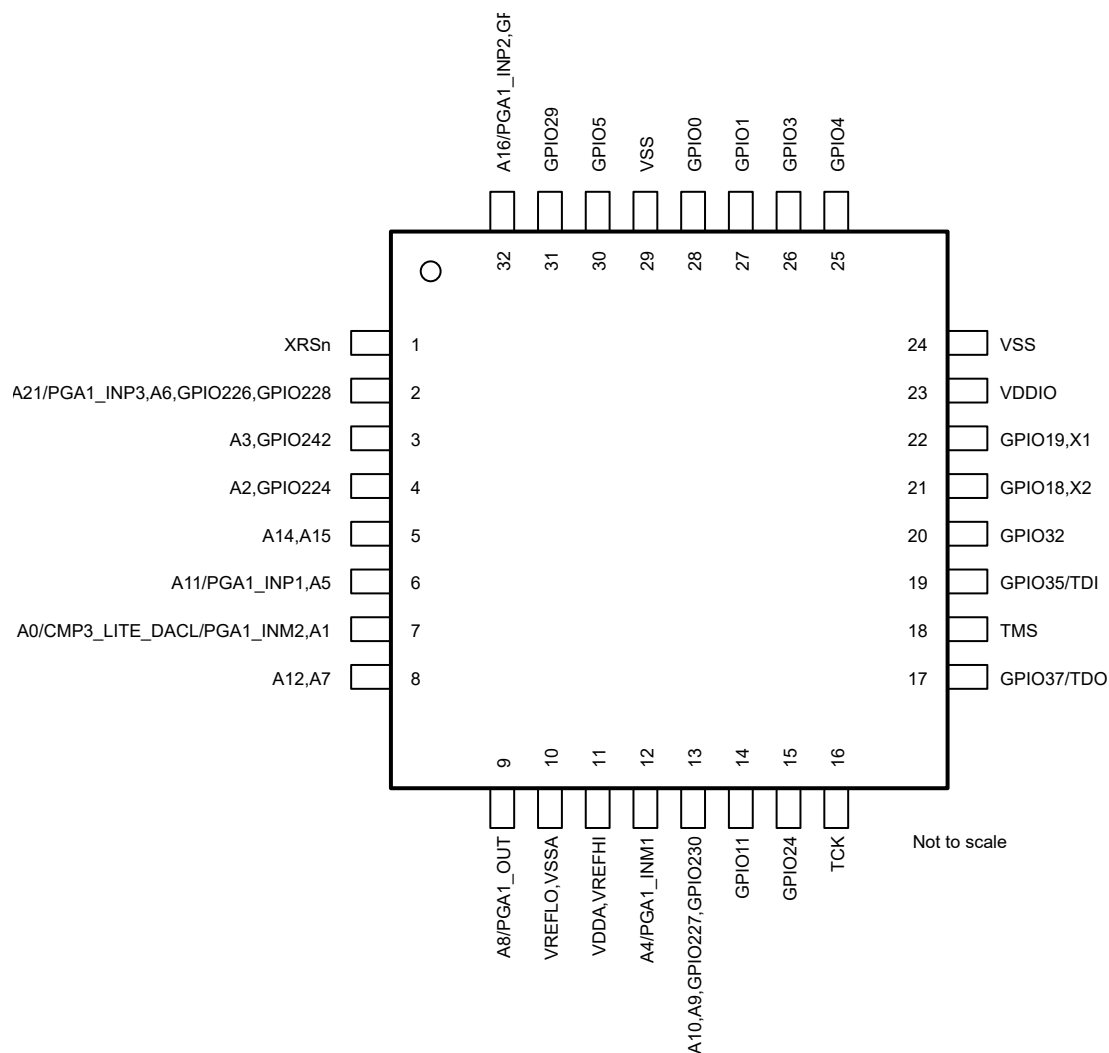 A16/PGA1_INP2,GP
GPIO29
GPIO5
VSS
GPIO0
GPIO1
GPIO3
GPIO4
32
31
30
29
28
27
26
25
XRSn 1
A21/PGA1_INP3,A6,GPIO226,GPIO228 2
A3,GPIO242 3
A2,GPIO224 4
A14,A15 5
A11/PGA1_INP1,A5 6
A0/CMP3_LITE_DACL/PGA1_INM2,A1 7
A12,A7 8
24 VSS
23 VDDIO
22 GPIO19,X1
21 GPIO18,X2
20 GPIO32
19 GPIO35/TDI
18 TMS
17 GPIO37/TDO
9
10
11
12
13
14
15
16
A8/PGA1_OUT
VREFLO,VSSA
VDDA,VREFHI
A4/PGA1_INM1
A10,A9,GPIO227,GPIO230
GPIO11
GPIO24
TCK
Not to scale